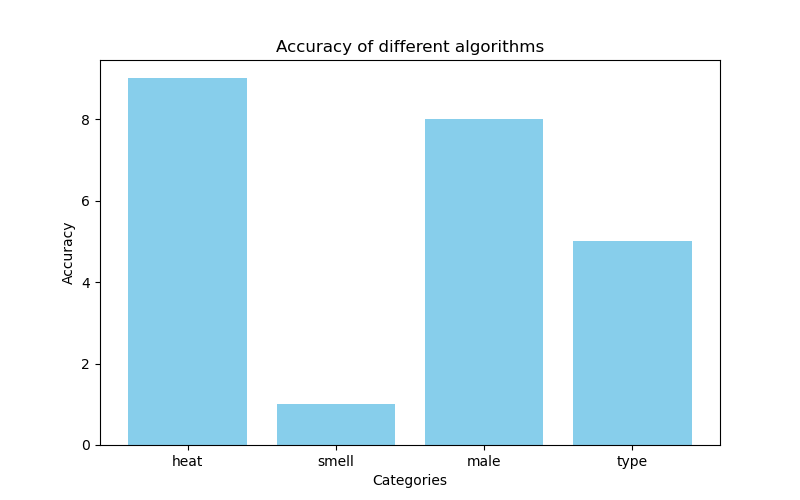 Accuracy of different algorithms
Accuracy
8
6
4
2
0
heat smell male type
Categories